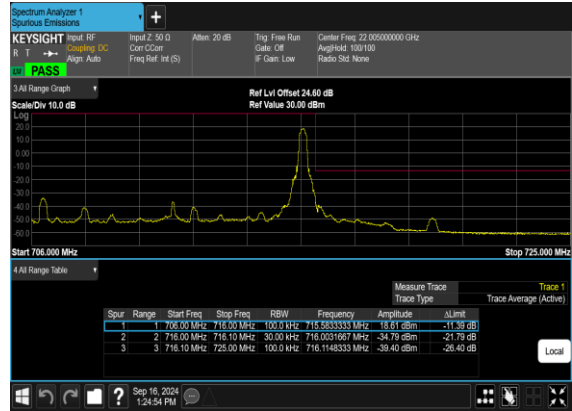 Spectrum Analyzer 1
Spurious Emissions
KEYSIGHT Input: RF Input Z: 50 Ω Atten: 20 dB Trig: Free Run Center Freq: 22.005000000 GHz
R T Coupling: DC Corr CCorr Gate: Off Avg|Hold: 100/100
Align: Auto Freq Ref: Int (S) IF Gain: Low Radio Std: None
PASS
3 All Range Graph
Ref Lvl Offset 24.60 dB
Scale/Div 10.0 dB Ref Value 30.00 dBm
Log
20.0
10.0
0.00
-10.0
-20.0
-30.0
-40.0
-50.0
-60.0
Start 706.000 MHz Stop 725.000 MHz
4 All Range Table
Measure Trace Trace 1
Trace Type Trace Average (Active)
Spur Range Start Freq Stop Freq RBW Frequency Amplitude ΔLimit
1 1 706.00 MHz 716.00 MHz 100.0 kHz 715.5833333 MHz 18.61 dBm -11.39 dB
2 2 716.00 MHz 716.10 MHz 30.00 kHz 716.0031667 MHz -34.79 dBm -21.79 dB
3 3 716.10 MHz 725.00 MHz 100.0 kHz 716.1148333 MHz -39.40 dBm -26.40 dB
Local
? Sep 16, 2024
1:24:54 PM